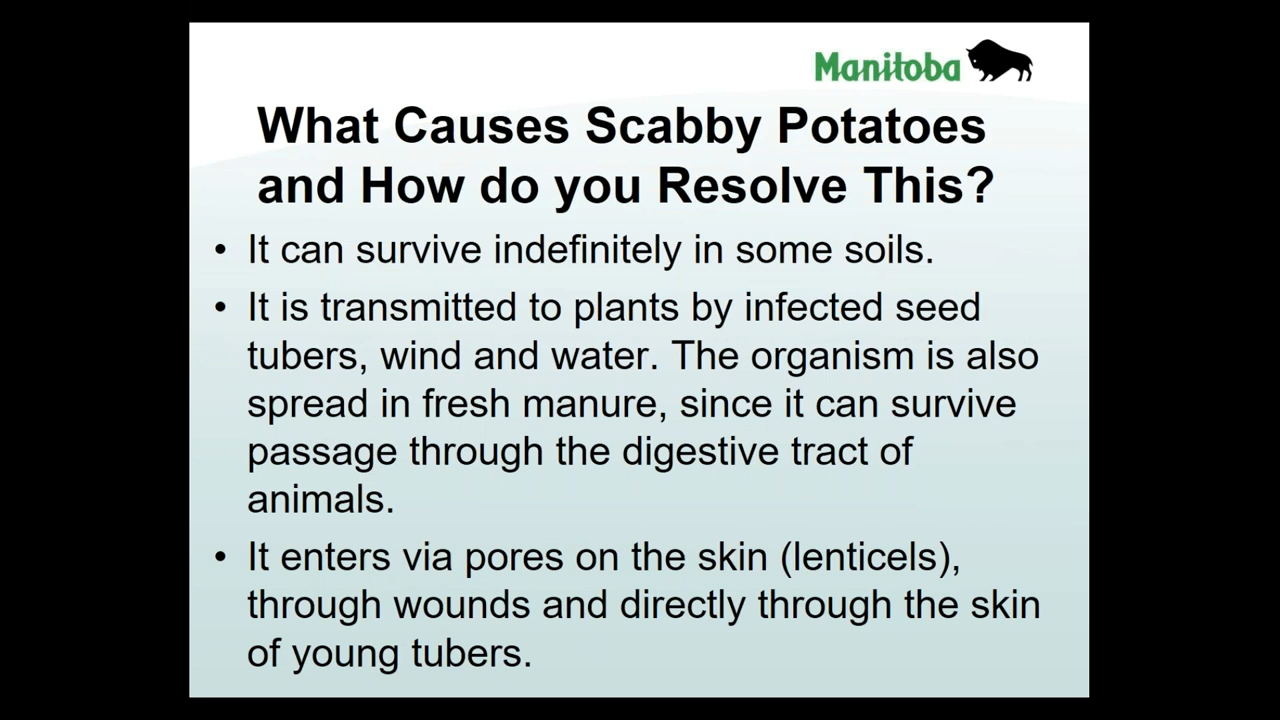 Manitoba
What Causes Scabby Potatoes
and How do you Resolve This?
• It can survive indefinitely in some soils.
• It is transmitted to plants by infected seed
tubers, wind and water. The organism is also
spread in fresh manure, since it can survive
passage through the digestive tract of
animals.
• It enters via pores on the skin (lenticels),
through wounds and directly through the skin
of young tubers.